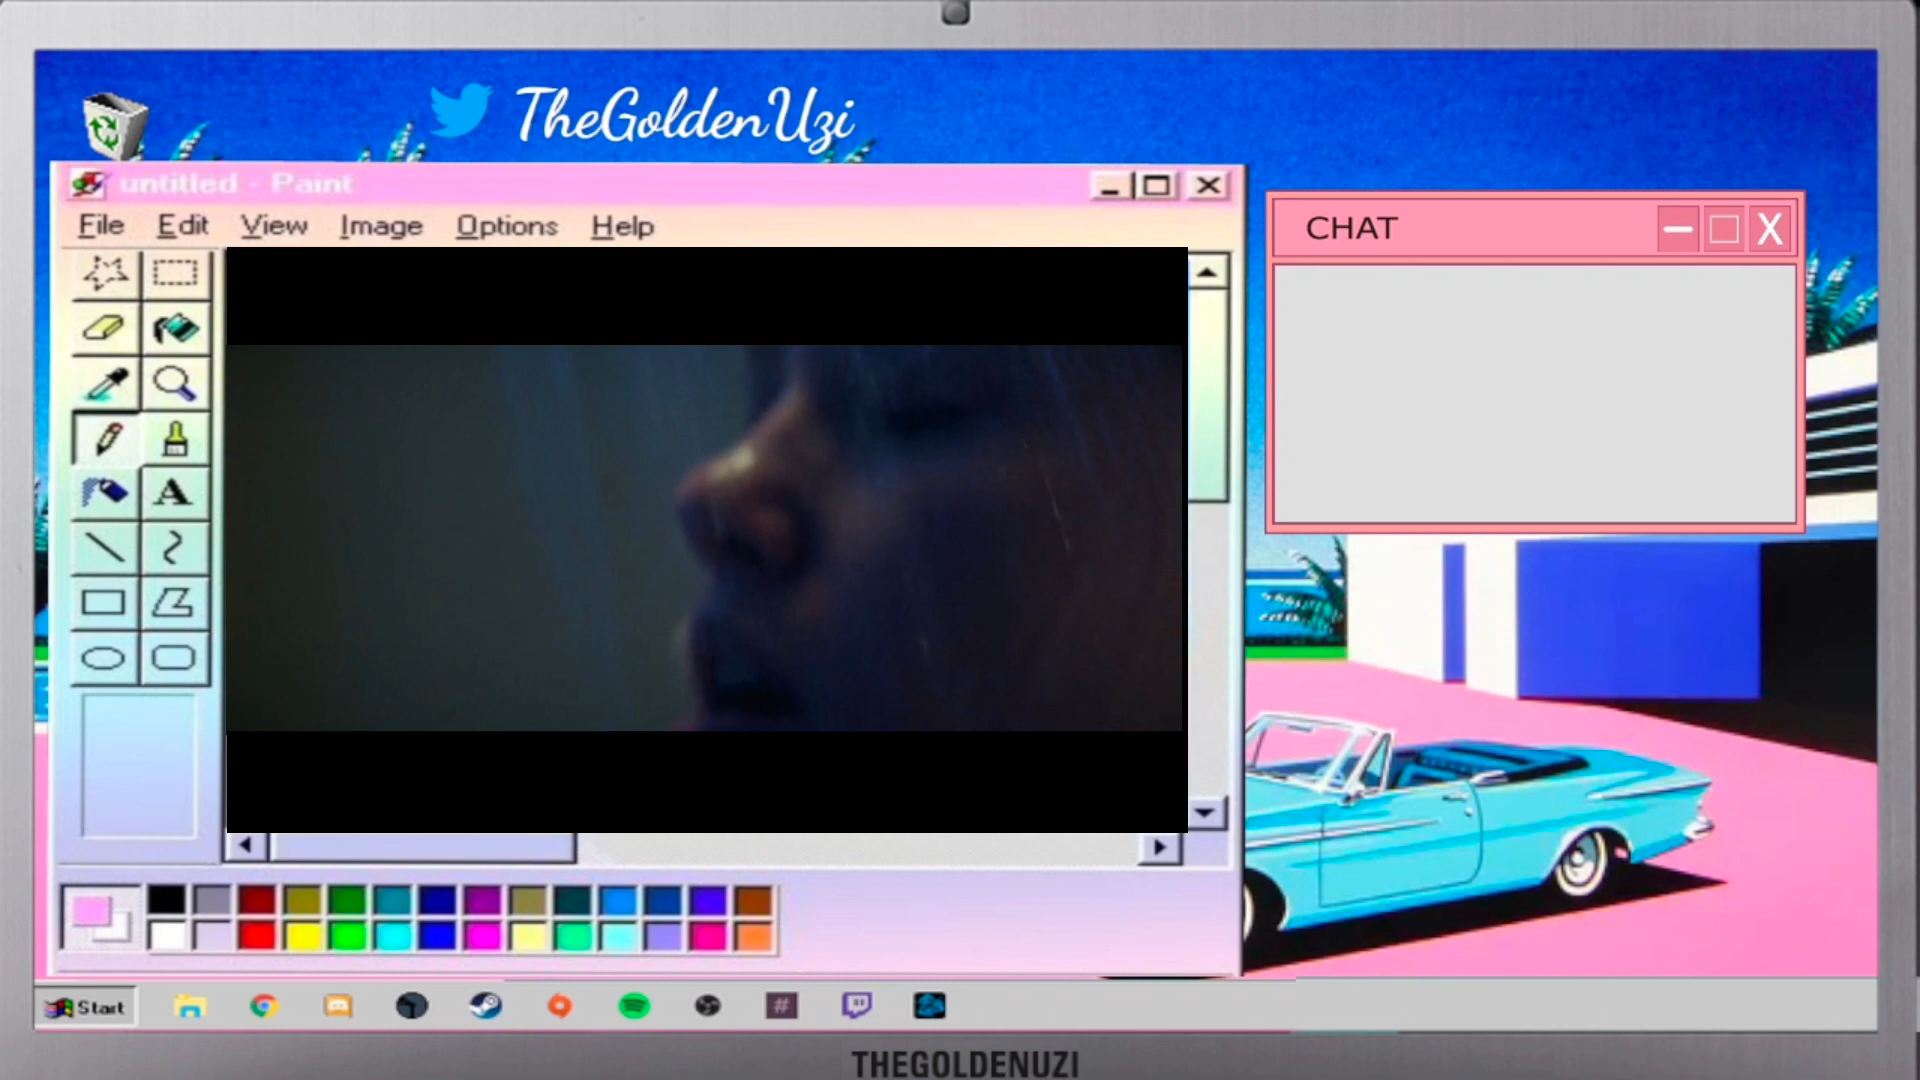 TheGoldenUzi
untitled - Paint
File Edit View Image Options Help
CHAT
X
A
Start
#
THEGOLDENUZI